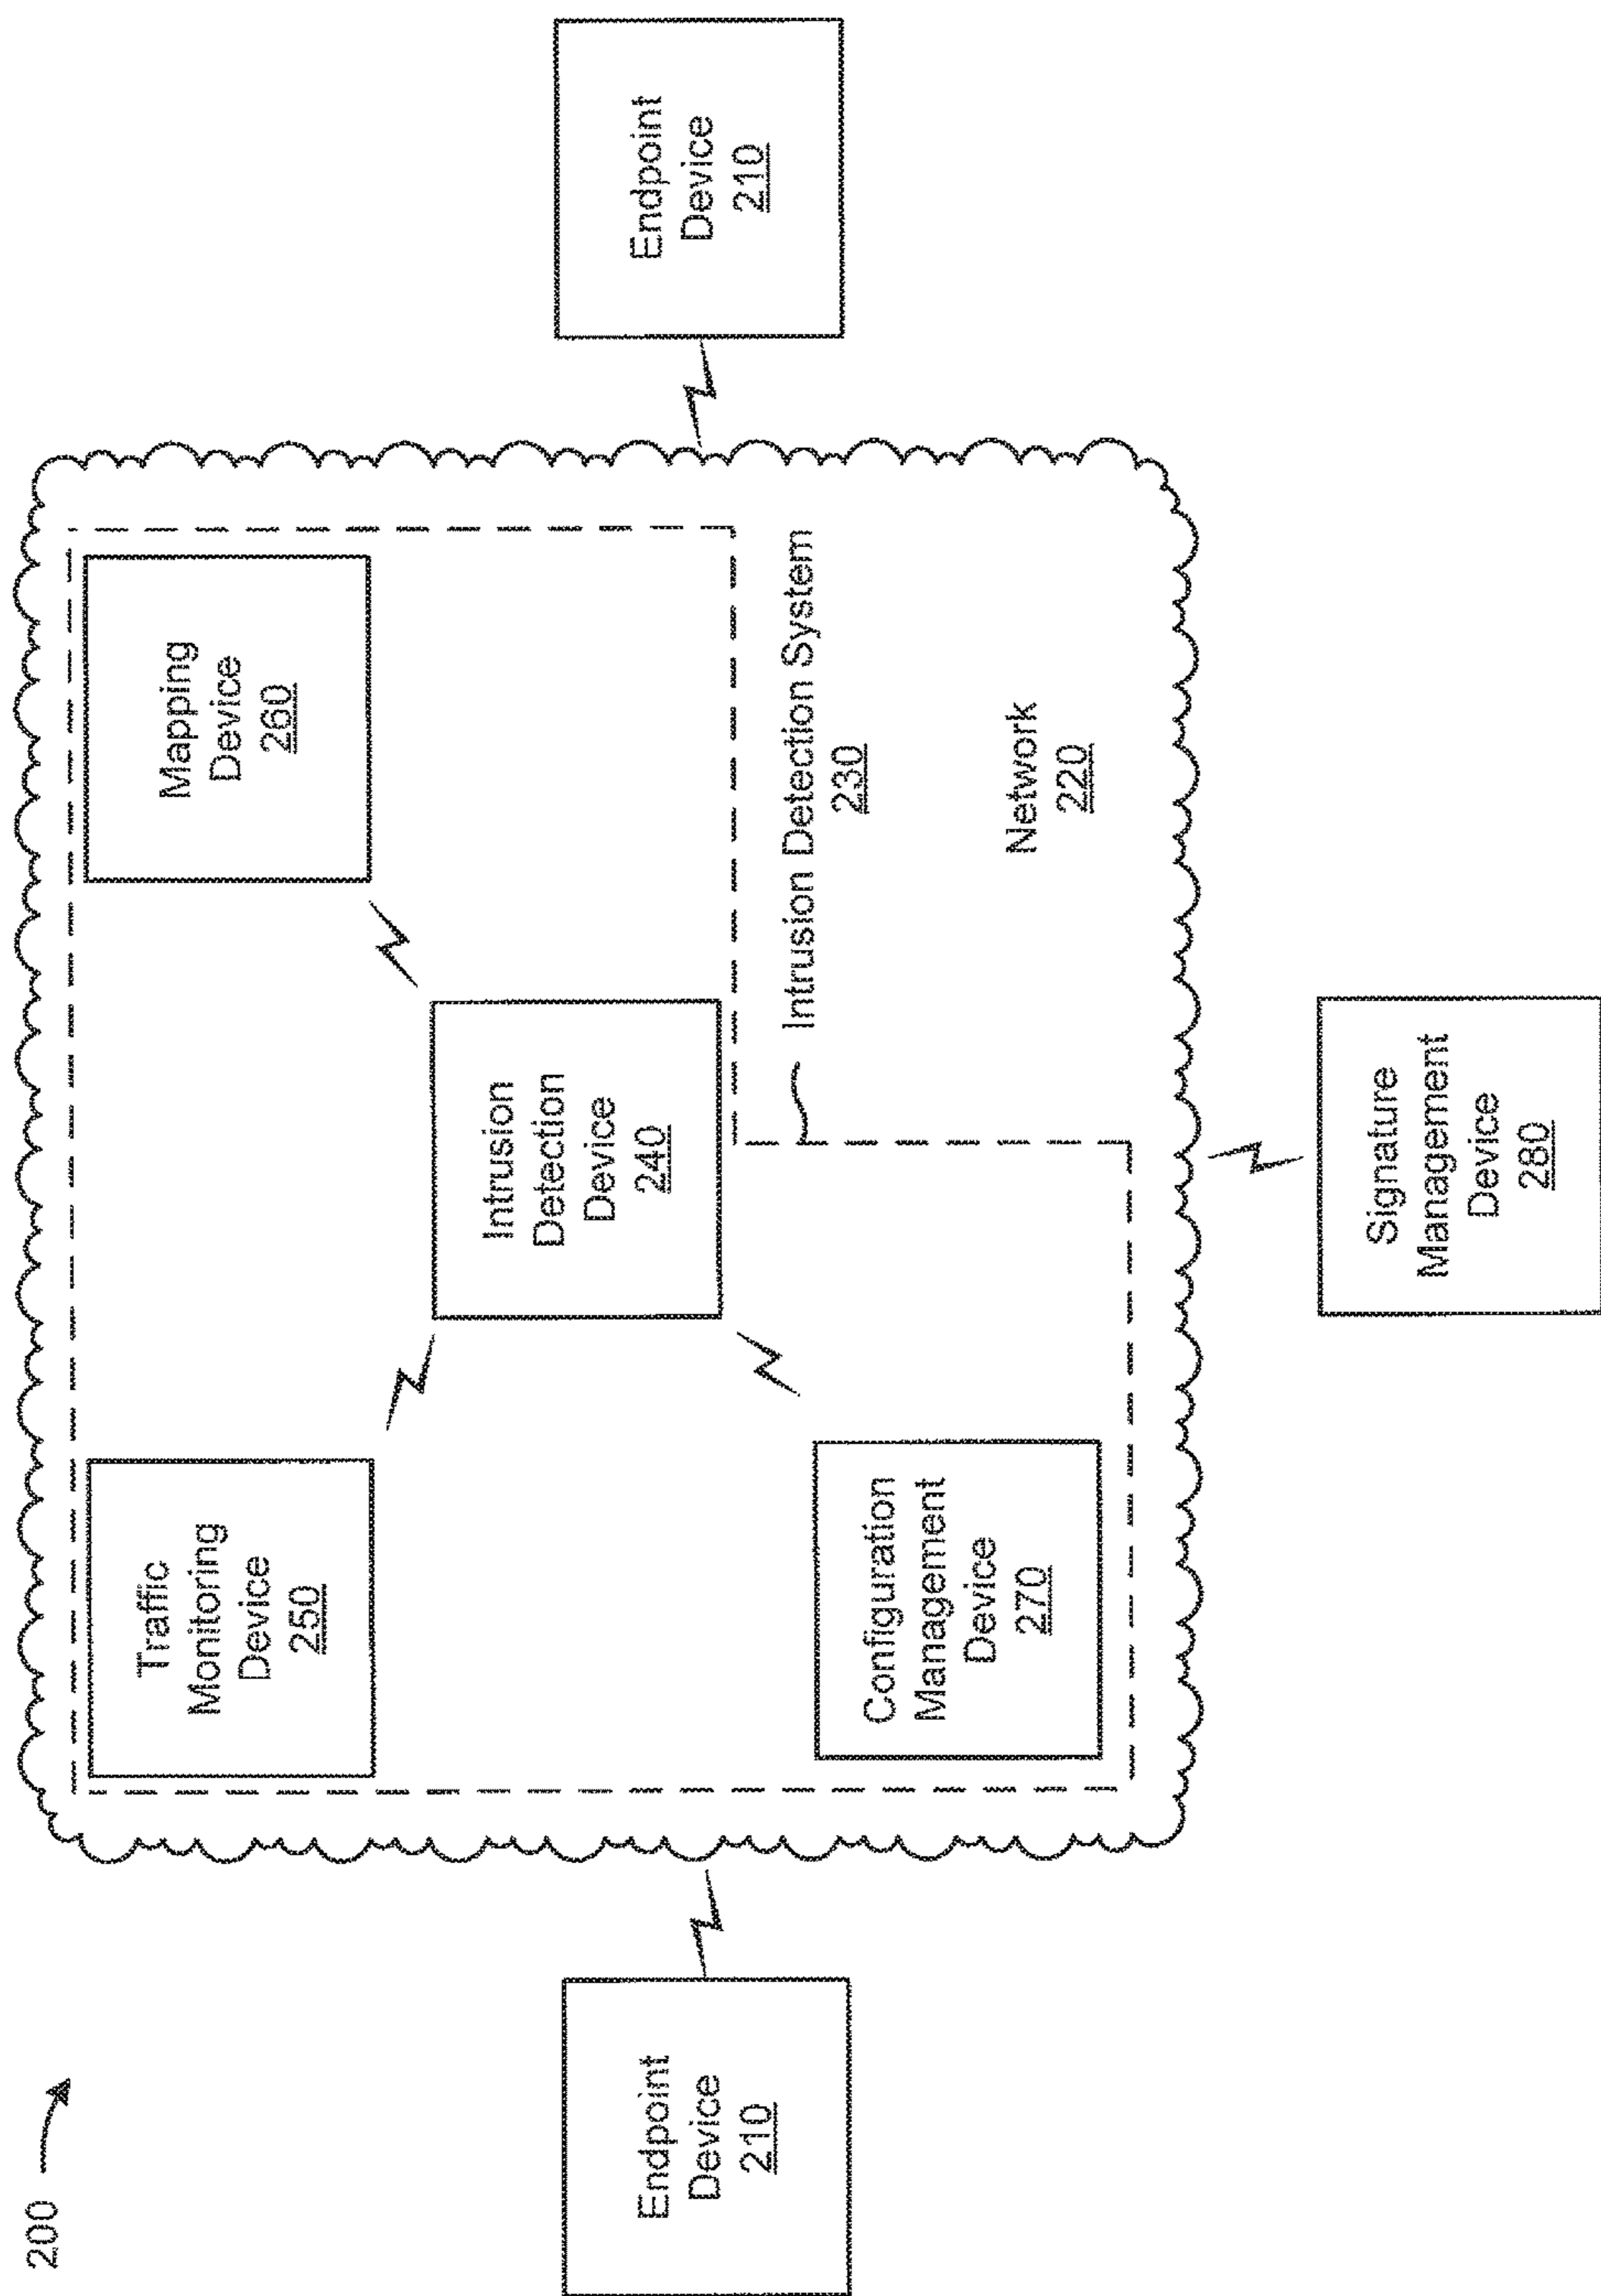 200
Traffic
Monitoring
Device
250
Mapping
Device
260
Intrusion
Detection
Device
240
Endpoint
Device
210
Endpoint
Device
210
Intrusion Detection System
230
Configuration
Management
Device
270
Network
220
Signature
Management
Device
280